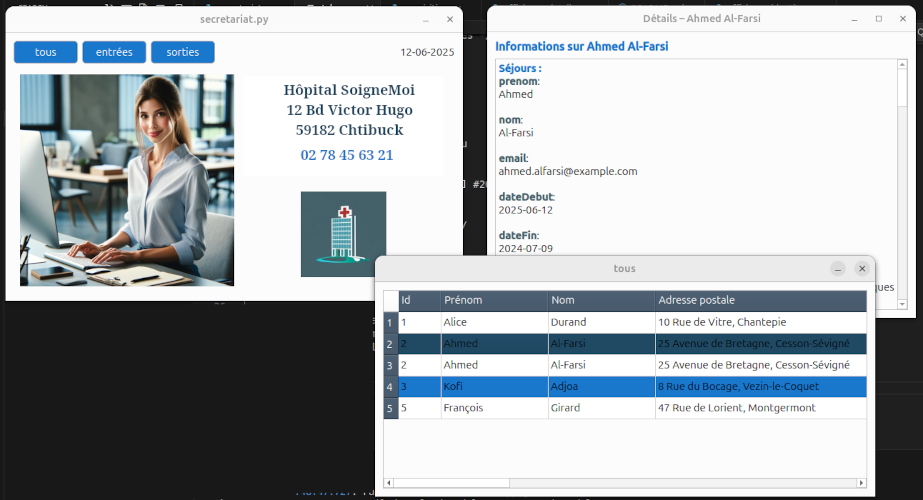 secretariat.py
tous entrées sorties 12-06-2025
Hôpital SoigneMoi
12 Bd Victor Hugo
59182 Chtibuck
02 78 45 63 21
Détails – Ahmed Al-Farsi
Informations sur Ahmed Al-Farsi
Séjours :
prenom:
Ahmed
nom:
Al-Farsi
email:
ahmed.alfarsi@example.com
dateDebut:
2025-06-12
dateFin:
2024-07-09
ques
tous
Id Prénom Nom Adresse postale
1 1 Alice Durand 10 Rue de Vitre, Chantepie
2 2 Ahmed Al-Farsi 25 Avenue de Bretagne, Cesson-Sévigné
3 2 Ahmed Al-Farsi 25 Avenue de Bretagne, Cesson-Sévigné
4 3 Kofi Adjoa 8 Rue du Bocage, Vezin-le-Coquet
5 5 François Girard 47 Rue de Lorient, Montgermont